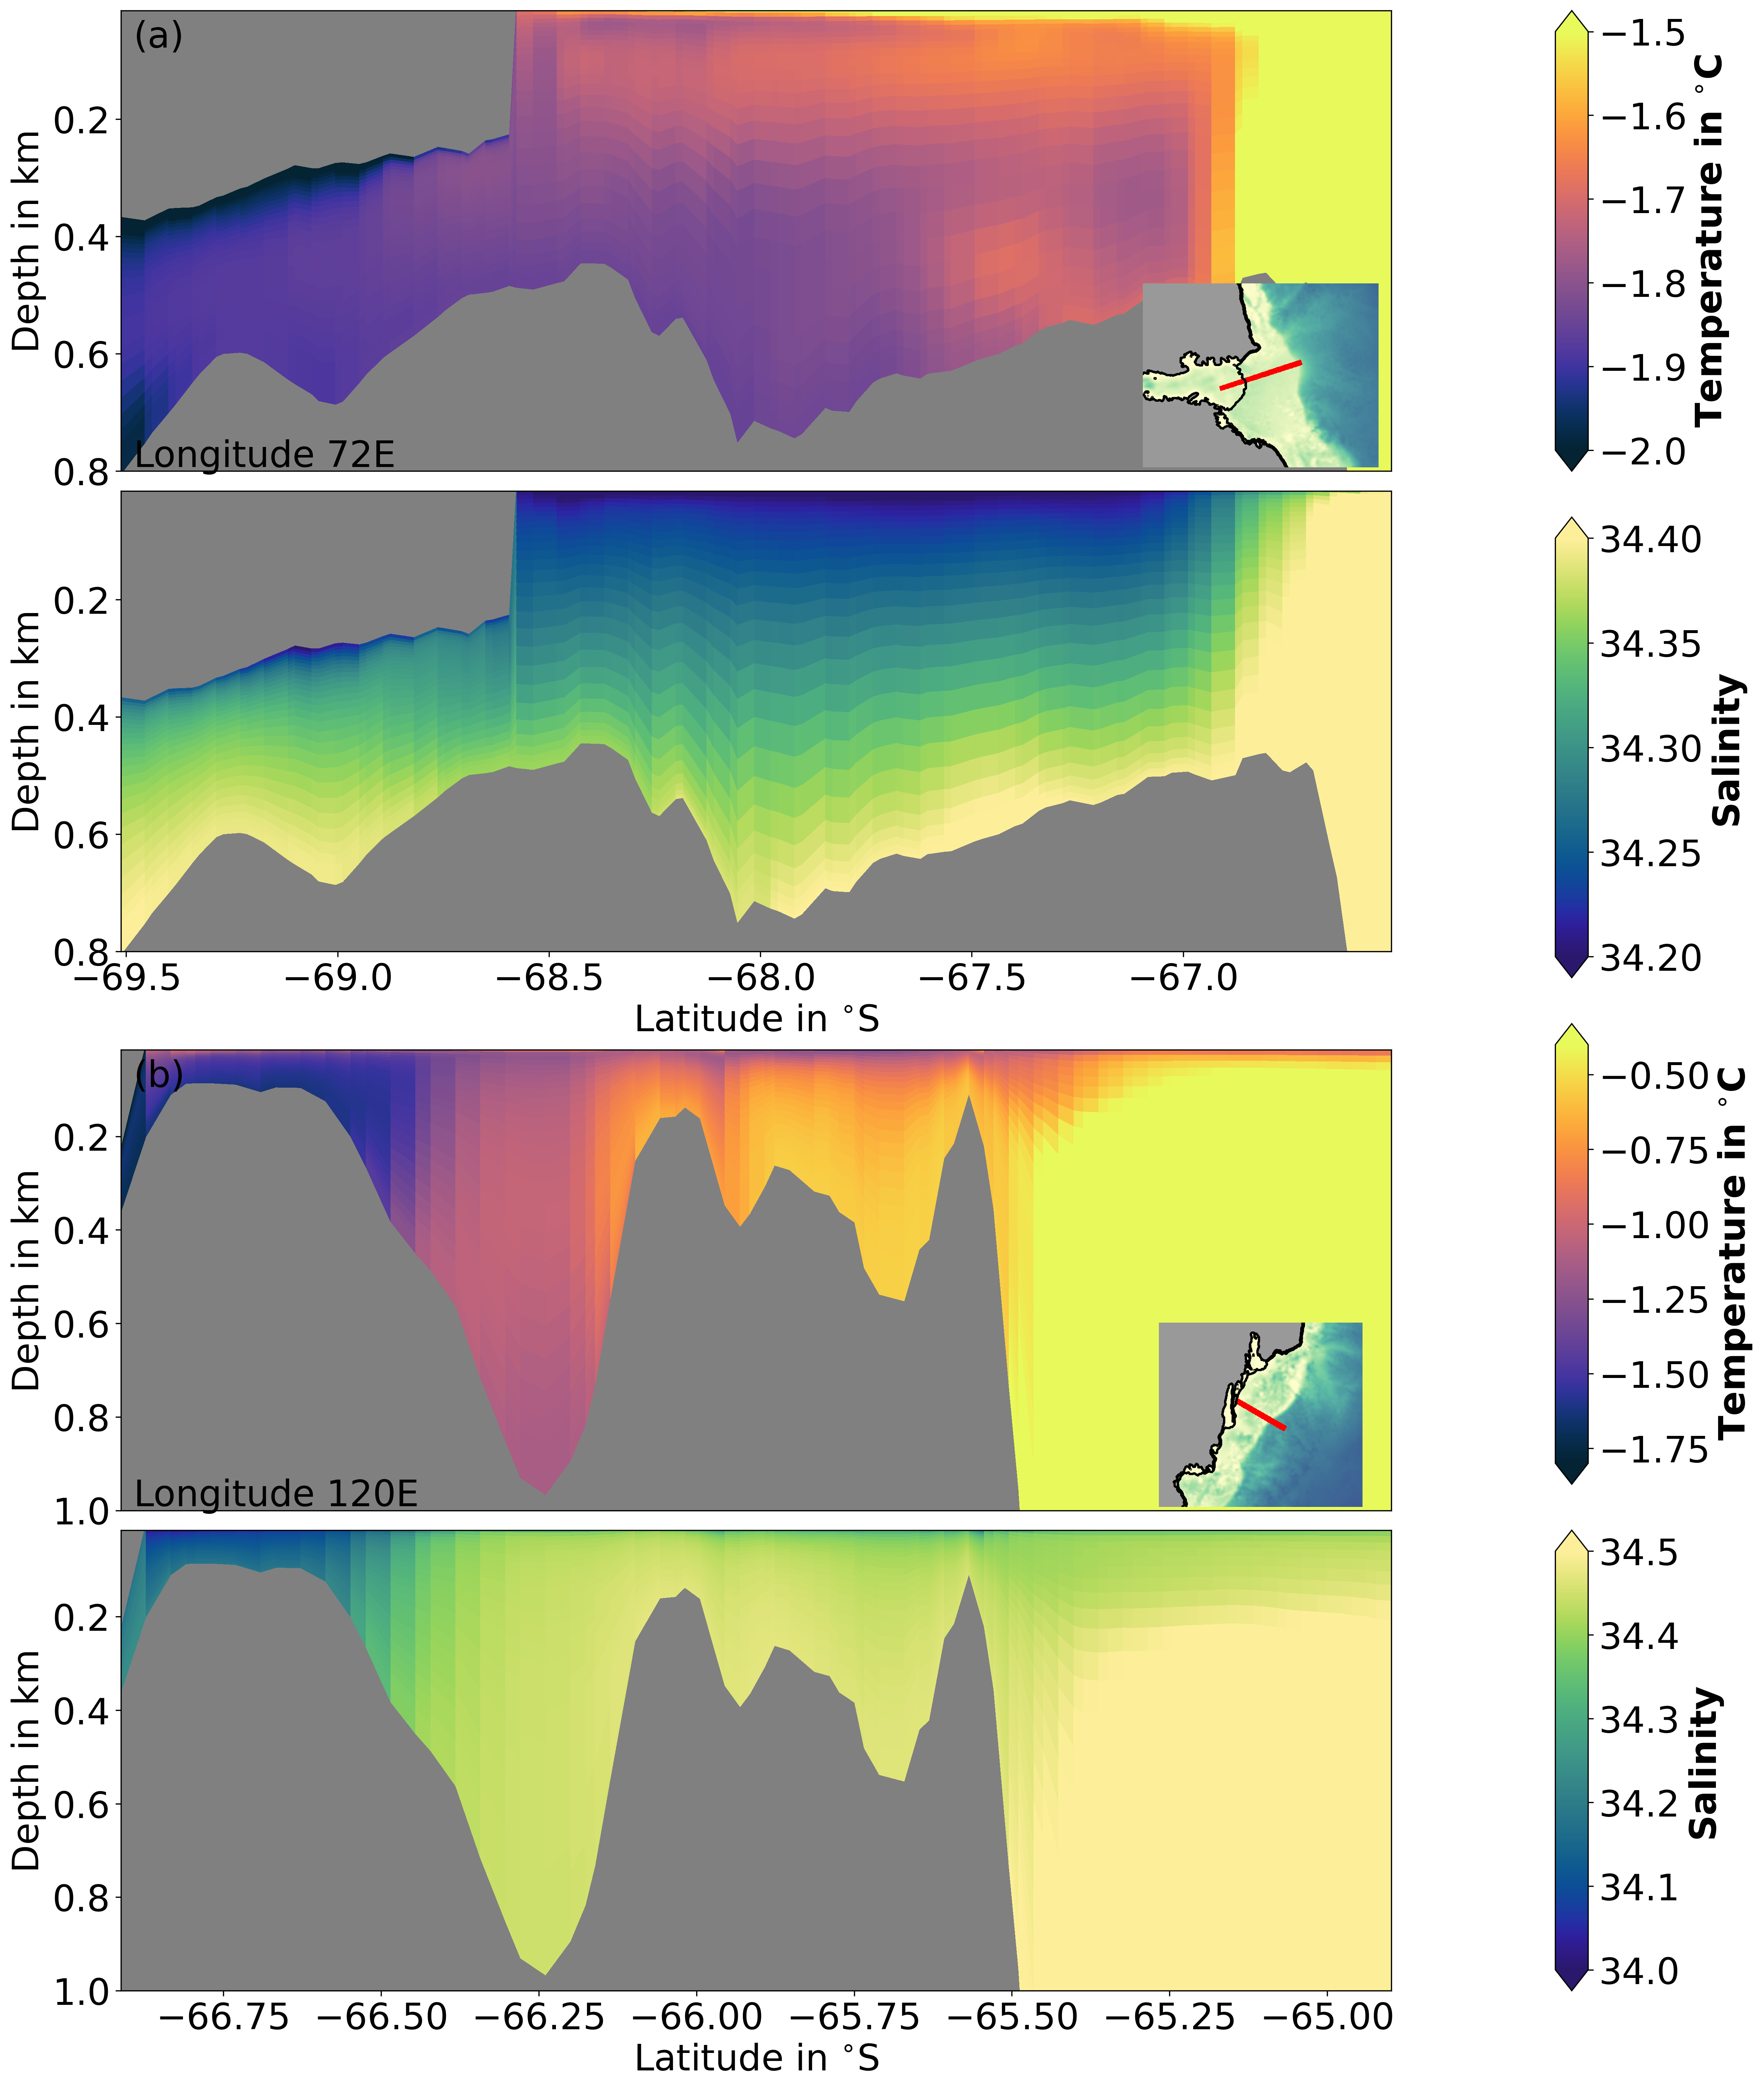 (a)
Depth in km
0.2
0.4
0.6
0.8
Longitude 72E
−1.5
−1.6
−1.7
−1.8
−1.9
−2.0
Temperature in °C
Depth in km
0.2
0.4
0.6
0.8
−69.5 −69.0 −68.5 −68.0 −67.5 −67.0
Latitude in °S
34.40
34.35
34.30
34.25
34.20
Salinity
(b)
Depth in km
0.2
0.4
0.6
0.8
1.0
Longitude 120E
−0.50
−0.75
−1.00
−1.25
−1.50
−1.75
Temperature in °C
Depth in km
0.2
0.4
0.6
0.8
1.0
−66.75 −66.50 −66.25 −66.00 −65.75 −65.50 −65.25 −65.00
Latitude in °S
34.5
34.4
34.3
34.2
34.1
34.0
Salinity